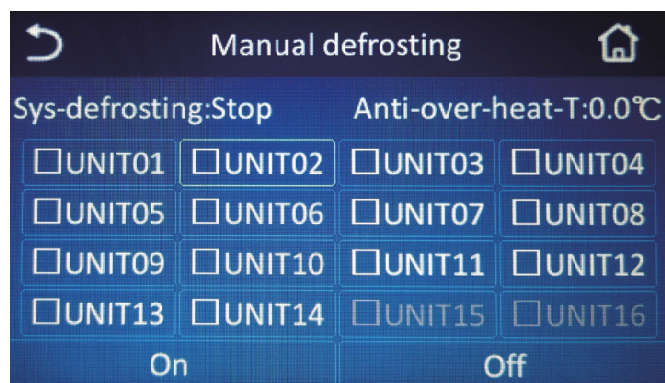 Manual defrosting
Sys-defrosting:Stop Anti-over-heat-T:0.0℃
UNIT01 UNIT02 UNIT03 UNIT04
UNIT05 UNIT06 UNIT07 UNIT08
UNIT09 UNIT10 UNIT11 UNIT12
UNIT13 UNIT14 UNIT15 UNIT16
On Off